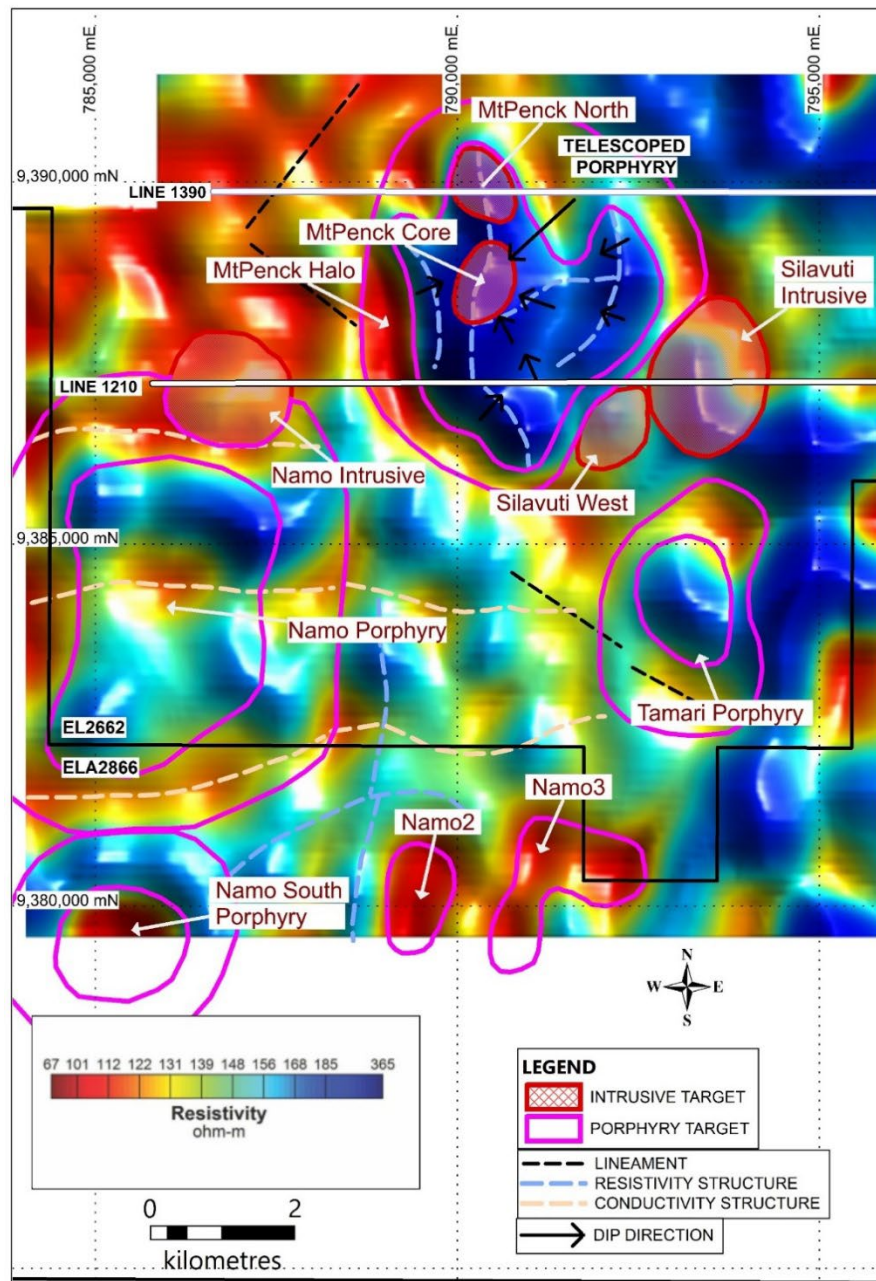 785,000 mE
790,000 mE
795,000 mE
MtPenck North
TELESCOPED
PORPHYRY
9,390,000 mN
LINE 1390
MtPenck Core
MtPenck Halo
Silavuti
Intrusive
LINE 1210
Namo Intrusive
Silavuti West
9,385,000 mN
Namo Porphyry
Tamari Porphyry
EL2662
ELA2866
Namo3
Namo2
Namo South
Porphyry
9,380,000 mN
N
W E
S
67 101 112 122 131 139 148 156 168 185 365
Resistivity
ohm-m
0 2
kilometres
LEGEND
INTRUSIVE TARGET
PORPHYRY TARGET
LINEAMENT
RESISTIVITY STRUCTURE
CONDUCTIVITY STRUCTURE
DIP DIRECTION